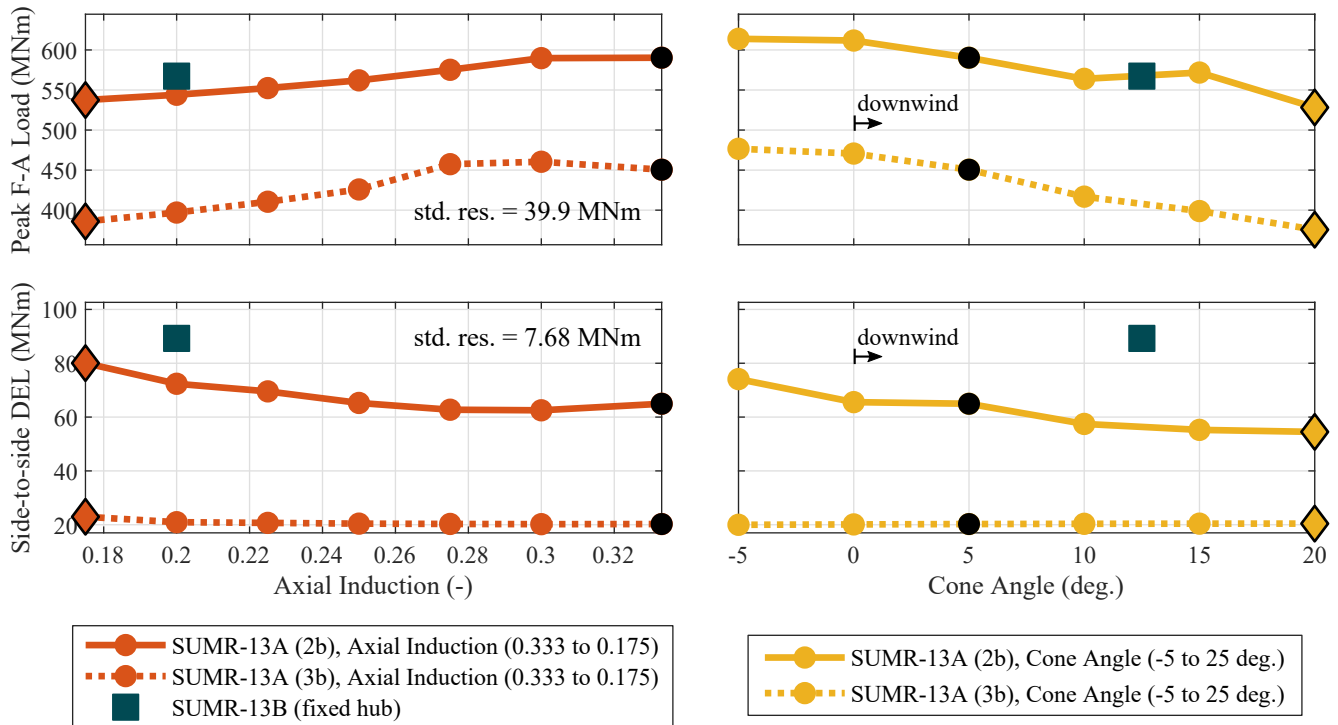 Peak F-A Load (MNm)
600
550
500
450
400
std. res. = 39.9 MNm
downwind
Side-to-side DEL (MNm)
100
80
60
40
20
std. res. = 7.68 MNm
0.18 0.2 0.22 0.24 0.26 0.28 0.3 0.32
Axial Induction (-)
downwind
-5 0 5 10 15 20
Cone Angle (deg.)
SUMR-13A (2b), Axial Induction (0.333 to 0.175)
SUMR-13A (3b), Axial Induction (0.333 to 0.175)
SUMR-13B (fixed hub)
SUMR-13A (2b), Cone Angle (-5 to 25 deg.)
SUMR-13A (3b), Cone Angle (-5 to 25 deg.)